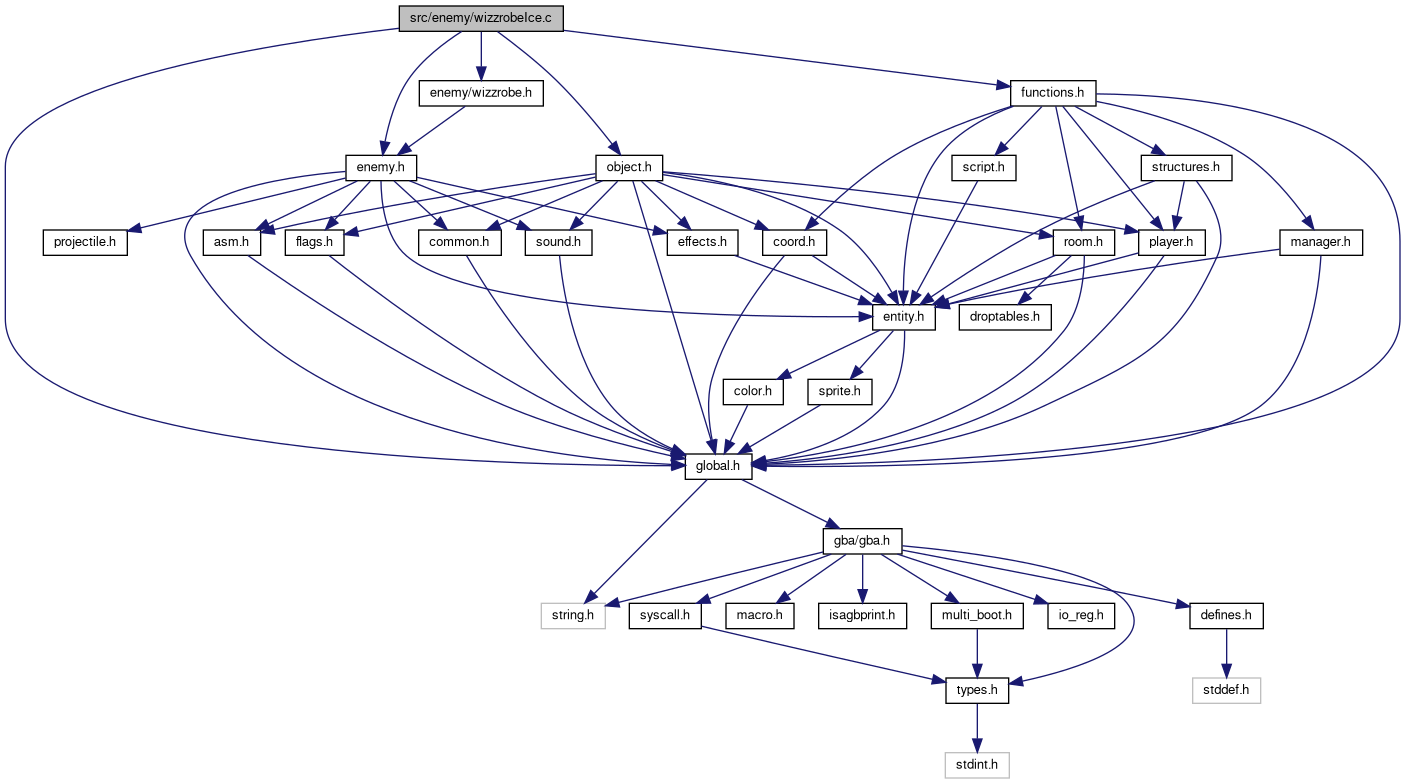 src/enemy/wizzrobeIce.c
enemy/wizzrobe.h
functions.h
enemy.h
object.h
script.h
structures.h
projectile.h
asm.h
flags.h
common.h
sound.h
effects.h
coord.h
room.h
player.h
manager.h
entity.h
droptables.h
color.h
sprite.h
global.h
gba/gba.h
string.h
syscall.h
macro.h
isagbprint.h
multi_boot.h
io_reg.h
defines.h
types.h
stddef.h
stdint.h